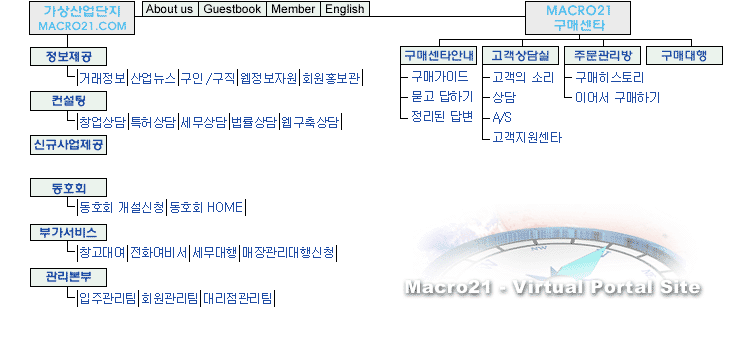 가상산업단지
MACRO21.COM
About us Guestbook Member English
정보제공
거래정보 산업뉴스 구인/구직 웹정보자원 회원홍보관
컨설팅
창업상담 특허상담 세무상담 법률상담 웹구축상담
신규사업제공
동호회
동호회 개설신청 동호회 HOME
부가서비스
창고대여 전화여비서 세무대행 매장관리대행신청
관리본부
입주관리팀 회원관리팀 대리점관리팀
MACRO21
구매센타
구매센타안내
구매가이드
묻고 답하기
정리된 답변
고객상담실
고객의 소리
상담
A/S
고객지원센타
주문관리방
구매히스토리
이어서 구매하기
구매대행
Macro21 - Virtual Portal Site